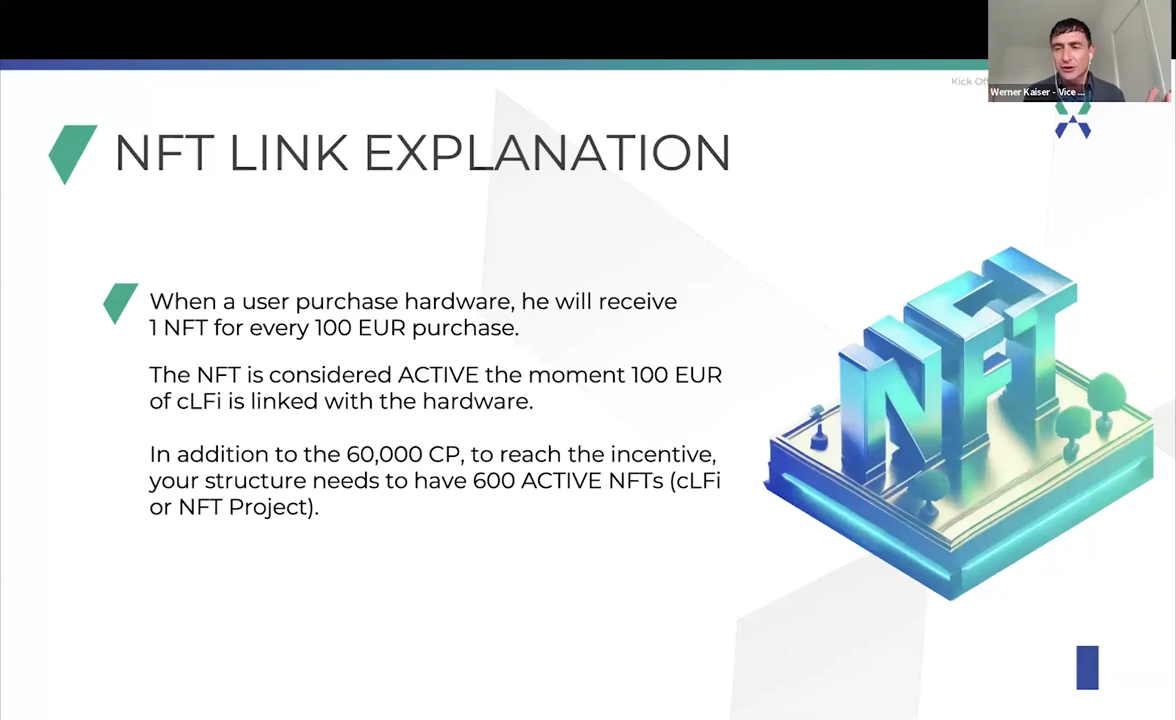 Kick Of
Werner Kaiser - Vice ...
NFT LINK EXPLANATION
When a user purchase hardware, he will receive
1 NFT for every 100 EUR purchase.
The NFT is considered ACTIVE the moment 100 EUR
of cLFi is linked with the hardware.
In addition to the 60,000 CP, to reach the incentive,
your structure needs to have 600 ACTIVE NFTs (cLFi
or NFT Project).
NFT